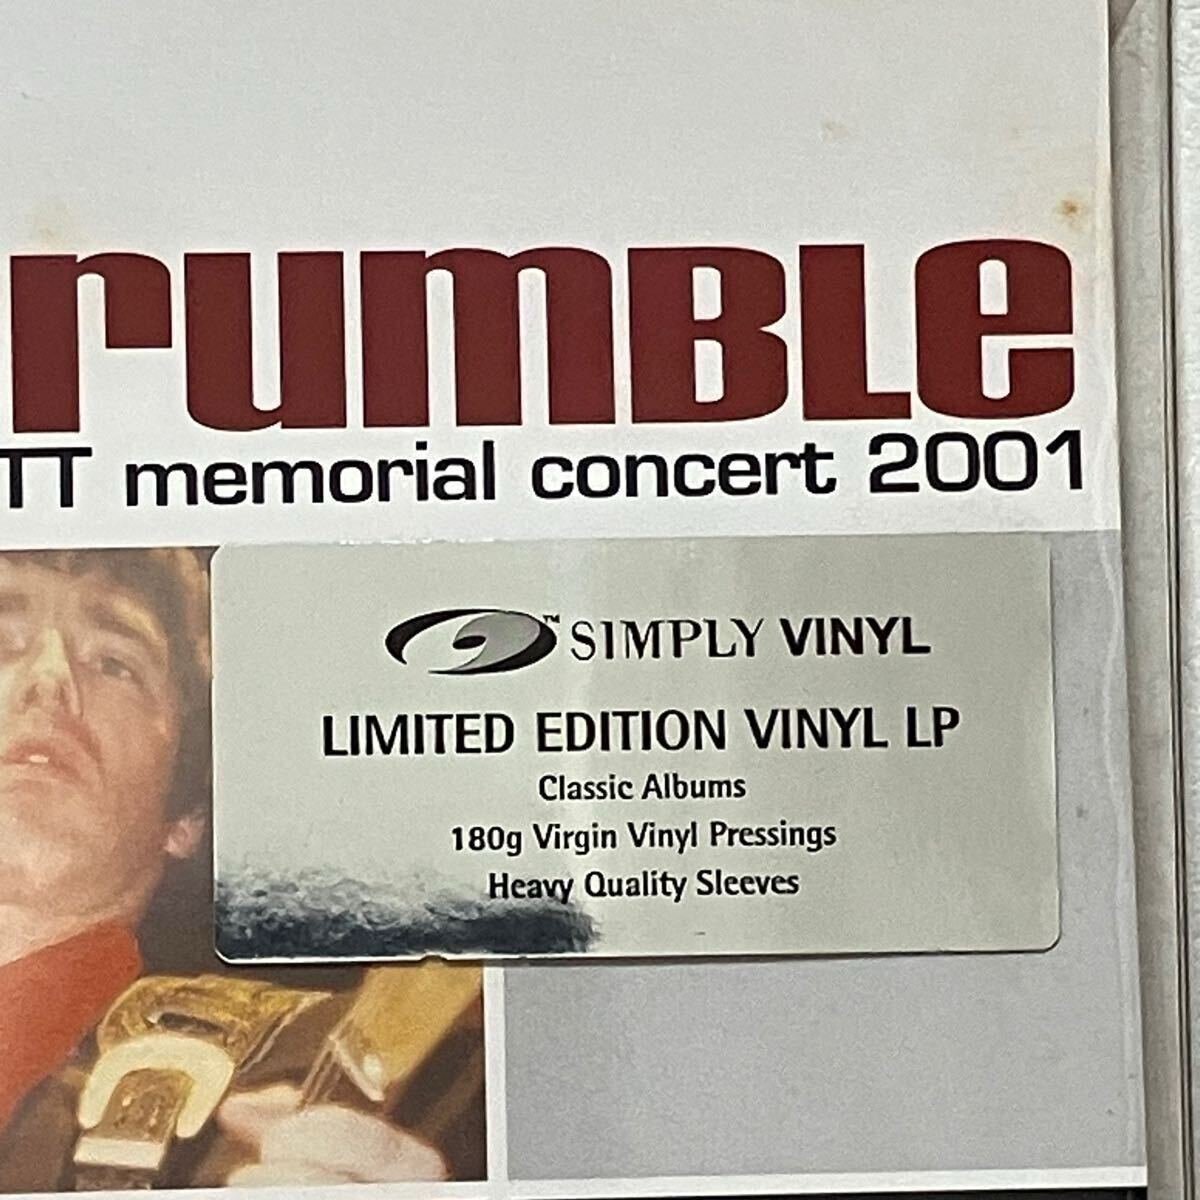 rumBLe
TT memorial concert 2001
™ SIMPLY VINYL
LIMITED EDITION VINYL LP
Classic Albums
180g Virgin Vinyl Pressings
Heavy Quality Sleeves